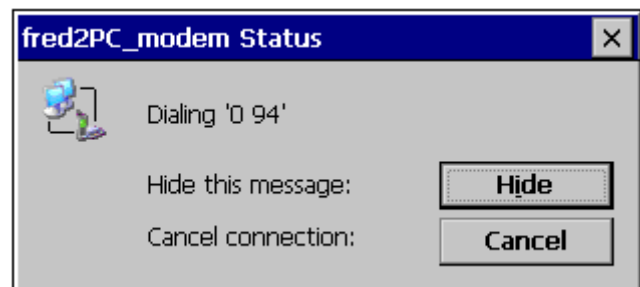 fred2PC_modem Status
Dialing '0 94'
Hide this message: Hide
Cancel connection: Cancel